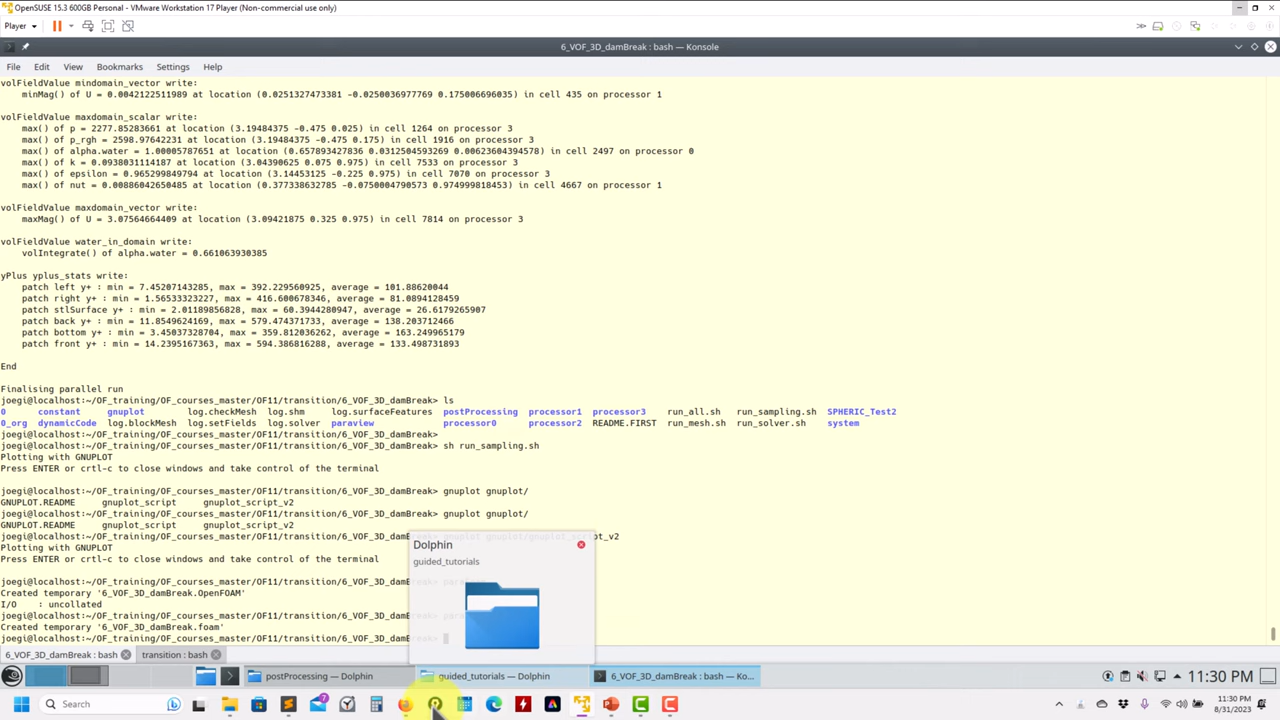 OpenSUSE 15.3 600GB Personal - VMware Workstation 17 Player (Non-commercial use only)
Player
6_VOF_3D_damBreak : bash — Konsole
File Edit View Bookmarks Settings Help
volFieldValue mindomain_vector write:
minMag() of U = 0.0042122511989 at location (0.0251327473381 -0.0250036977769 0.175006696035) in cell 435 on processor 1
volFieldValue maxdomain_scalar write:
max() of p = 2277.85283661 at location (3.19484375 -0.475 0.025) in cell 1264 on processor 3
max() of p_rgh = 2598.97642231 at location (3.19484375 -0.475 0.175) in cell 1916 on processor 3
max() of alpha.water = 1.00005787651 at location (0.657893427836 0.0312504593912 0.00623604394578) in cell 2497 on processor 0
max() of k = 0.0938031114187 at location (3.04390625 0.075 0.975) in cell 7533 on processor 3
max() of epsilon = 0.965299849794 at location (3.14453125 -0.225 0.975) in cell 7070 on processor 3
max() of nut = 0.00886042650485 at location (0.377338632785 -0.0750004790573 0.974999818453) in cell 4667 on processor 1
volFieldValue maxdomain_vector write:
maxMag() of U = 3.07564664409 at location (3.09421875 0.325 0.975) in cell 7814 on processor 3
volFieldValue water_in_domain write:
volIntegrate() of alpha.water = 0.661063930385
yPlus yplus_stats write:
patch left y+ : min = 7.45207143285, max = 392.229560925, average = 101.88620044
patch right y+ : min = 1.56533323227, max = 416.600678346, average = 81.0894128459
patch stlSurface y+ : min = 2.01189856828, max = 60.3944280947, average = 26.6179265907
patch back y+ : min = 11.8549624169, max = 579.474371733, average = 138.203712466
patch bottom y+ : min = 3.45037328704, max = 359.812036262, average = 163.249965179
patch front y+ : min = 14.2395167363, max = 594.386816288, average = 133.498731893
End
Finalising parallel run
joegi@localhost:~/OF_training/OF_courses_master/OF11/transition/6_VOF_3D_damBreak> ls
0 constant gnuplot log.checkMesh log.shm log.surfaceFeatures postProcessing processor1 processor3 run_all.sh run_sampling.sh SPHERIC_Test2
0_org dynamicCode log.blockMesh log.setFields log.solver paraview processor0 processor2 README.FIRST run_mesh.sh run_solver.sh system
joegi@localhost:~/OF_training/OF_courses_master/OF11/transition/6_VOF_3D_damBreak>
joegi@localhost:~/OF_training/OF_courses_master/OF11/transition/6_VOF_3D_damBreak> sh run_sampling.sh
Plotting with GNUPLOT
Press ENTER or crtl-c to close windows and take control of the terminal
joegi@localhost:~/OF_training/OF_courses_master/OF11/transition/6_VOF_3D_damBreak> gnuplot gnuplot/
GNUPLOT.README gnuplot_script gnuplot_script_v2
joegi@localhost:~/OF_training/OF_courses_master/OF11/transition/6_VOF_3D_damBreak> gnuplot gnuplot/
GNUPLOT.README gnuplot_script gnuplot_script_v2
joegi@localhost:~/OF_training/OF_courses_master/OF11/transition/6_VOF_3D_damBreak> gnuplot gnuplot/gnuplot_script_v2
Plotting with GNUPLOT
Press ENTER or crtl-c to close windows and take control of the terminal
joegi@localhost:~/OF_training/OF_courses_master/OF11/transition/6_VOF_3D_damBreak>
Created temporary '6_VOF_3D_damBreak.OpenFOAM'
I/O : uncollated
joegi@localhost:~/OF_training/OF_courses_master/OF11/transition/6_VOF_3D_damBreak>
Created temporary '6_VOF_3D_damBreak.foam'
joegi@localhost:~/OF_training/OF_courses_master/OF11/transition/6_VOF_3D_damBreak>
Dolphin
guided_tutorials
6_VOF_3D_damBreak : bash transition : bash
postProcessing — Dolphin guided_tutorials — Dolphin 6_VOF_3D_damBreak : bash — Ko... 11:30 PM
Search 7 11:30 PM
8/31/2023